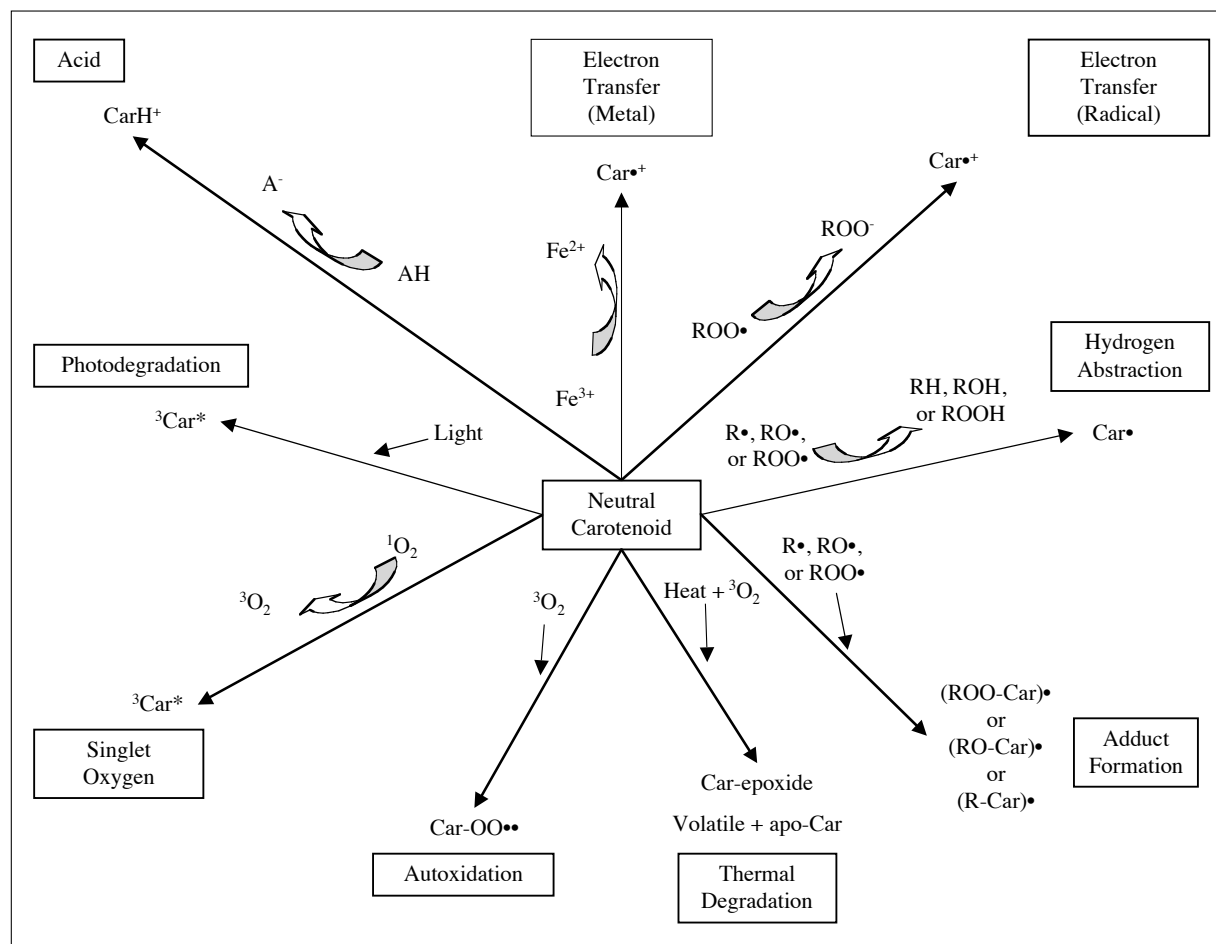 Acid
CarH⁺
A⁻
AH
Electron
Transfer
(Metal)
Car•⁺
Fe²⁺
Fe³⁺
Electron
Transfer
(Radical)
Car•⁺
ROO⁻
ROO•
Hydrogen
Abstraction
RH, ROH,
or ROOH
R•, RO•,
or ROO•
Car•
Photodegradation
³Car*
Light
Neutral
Carotenoid
¹O₂
³O₂
³Car*
Singlet
Oxygen
³O₂
Car-OO••
Autoxidation
Heat + ³O₂
Car-epoxide
Volatile + apo-Car
Thermal
Degradation
R•, RO•,
or ROO•
(ROO-Car)•
or
(RO-Car)•
or
(R-Car)•
Adduct
Formation